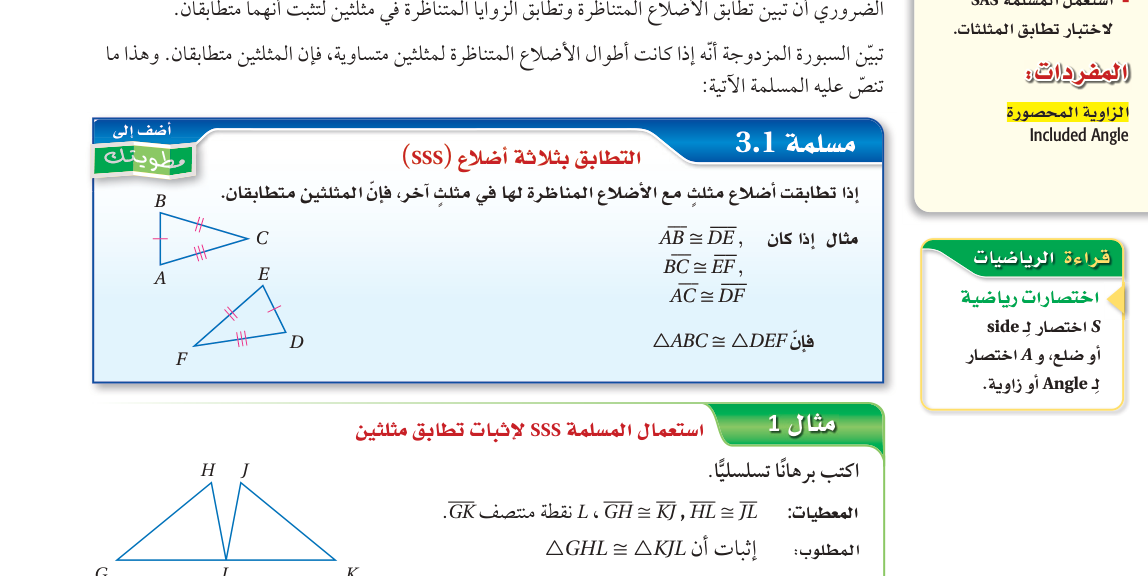 الضروري أن تبين تطابق الأضلاع المتناظرة وتطابق الزوايا المتناظرة في مثلثين لتثبت أنهما متطابقان.
تبيّن السبورة المزدوجة أنّه إذا كانت أطوال الأضلاع المتناظرة لمثلثين متساوية، فإن المثلثين متطابقان. وهذا ما
تنصّ عليه المسلمة الآتية:
مسلمة 3.1
أضف إلى
مطويتك
التطابق بثلاثة أضلاع (SSS)
إذا تطابقت أضلاع مثلثٍ مع الأضلاع المناظرة لها في مثلثٍ آخر، فإنّ المثلثين متطابقان.
مثال إذا كان AB ≅ DE ,
BC ≅ EF ,
AC ≅ DF
فإنّ △ABC ≅ △DEF
B
C
A
E
D
F
مثال 1
استعمال المسلمة SSS لإثبات تطابق مثلثين
اكتب برهانًا تسلسليًّا.
المعطيات: GH ≅ KJ , HL ≅ JL ، L نقطة منتصف GK.
المطلوب: إثبات أن △GHL ≅ △KJL
H J
G L K
استعمل المسلمة SAS
لاختبار تطابق المثلثات.
المفردات:
الزاوية المحصورة
Included Angle
قراءة الرياضيات
اختصارات رياضية
S اختصار لِـ side
أو ضلع، و A اختصار
لِـ Angle أو زاوية.